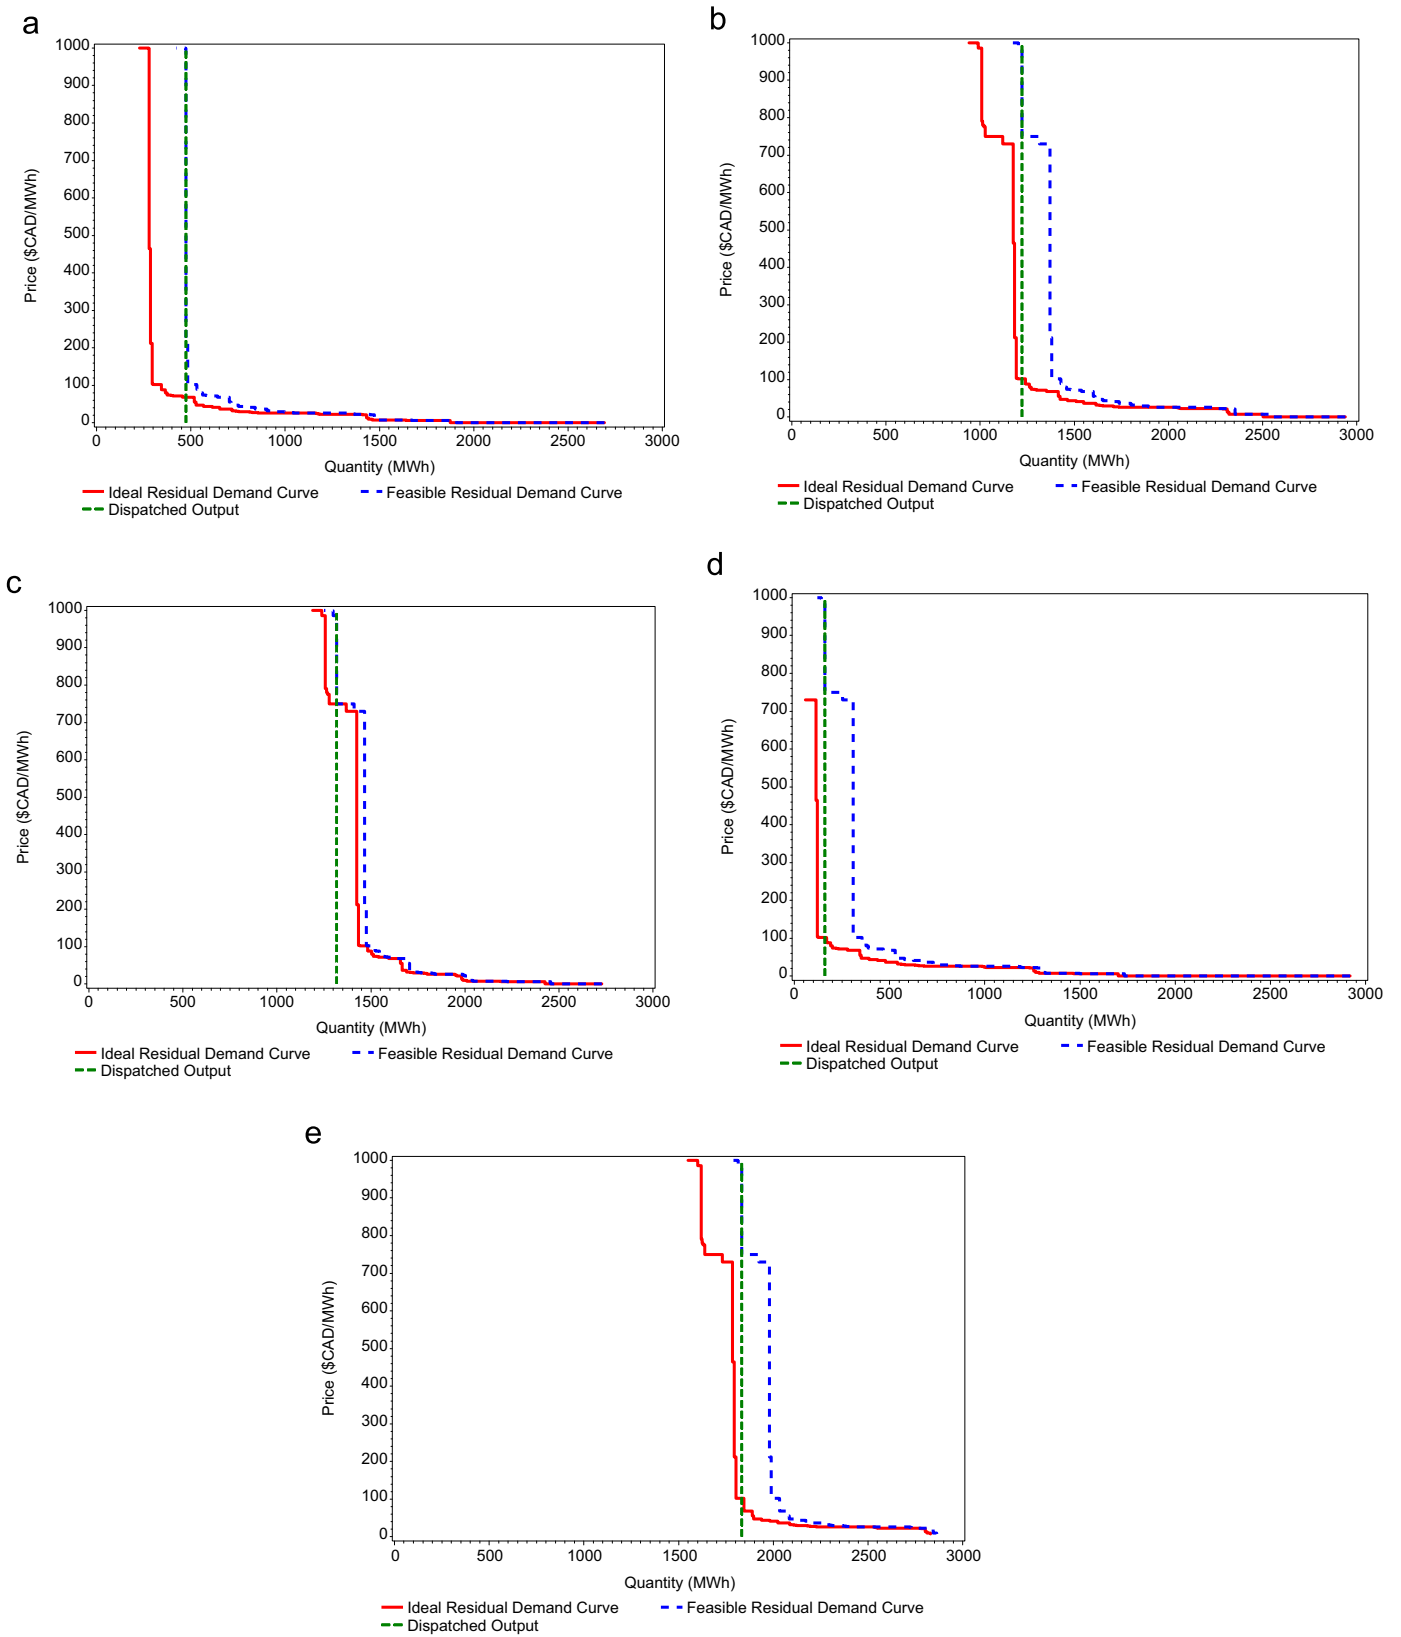 a
1000
900
800
700
600
500
400
300
200
100
0
Price ($CAD/MWh)
0 500 1000 1500 2000 2500 3000
Quantity (MWh)
Ideal Residual Demand Curve Feasible Residual Demand Curve
Dispatched Output
b
1000
900
800
700
600
500
400
300
200
100
0
Price ($CAD/MWh)
0 500 1000 1500 2000 2500 3000
Quantity (MWh)
Ideal Residual Demand Curve Feasible Residual Demand Curve
Dispatched Output
c
1000
900
800
700
600
500
400
300
200
100
0
Price ($CAD/MWh)
0 500 1000 1500 2000 2500 3000
Quantity (MWh)
Ideal Residual Demand Curve Feasible Residual Demand Curve
Dispatched Output
d
1000
900
800
700
600
500
400
300
200
100
0
Price ($CAD/MWh)
0 500 1000 1500 2000 2500 3000
Quantity (MWh)
Ideal Residual Demand Curve Feasible Residual Demand Curve
Dispatched Output
e
1000
900
800
700
600
500
400
300
200
100
0
Price ($CAD/MWh)
0 500 1000 1500 2000 2500 3000
Quantity (MWh)
Ideal Residual Demand Curve Feasible Residual Demand Curve
Dispatched Output